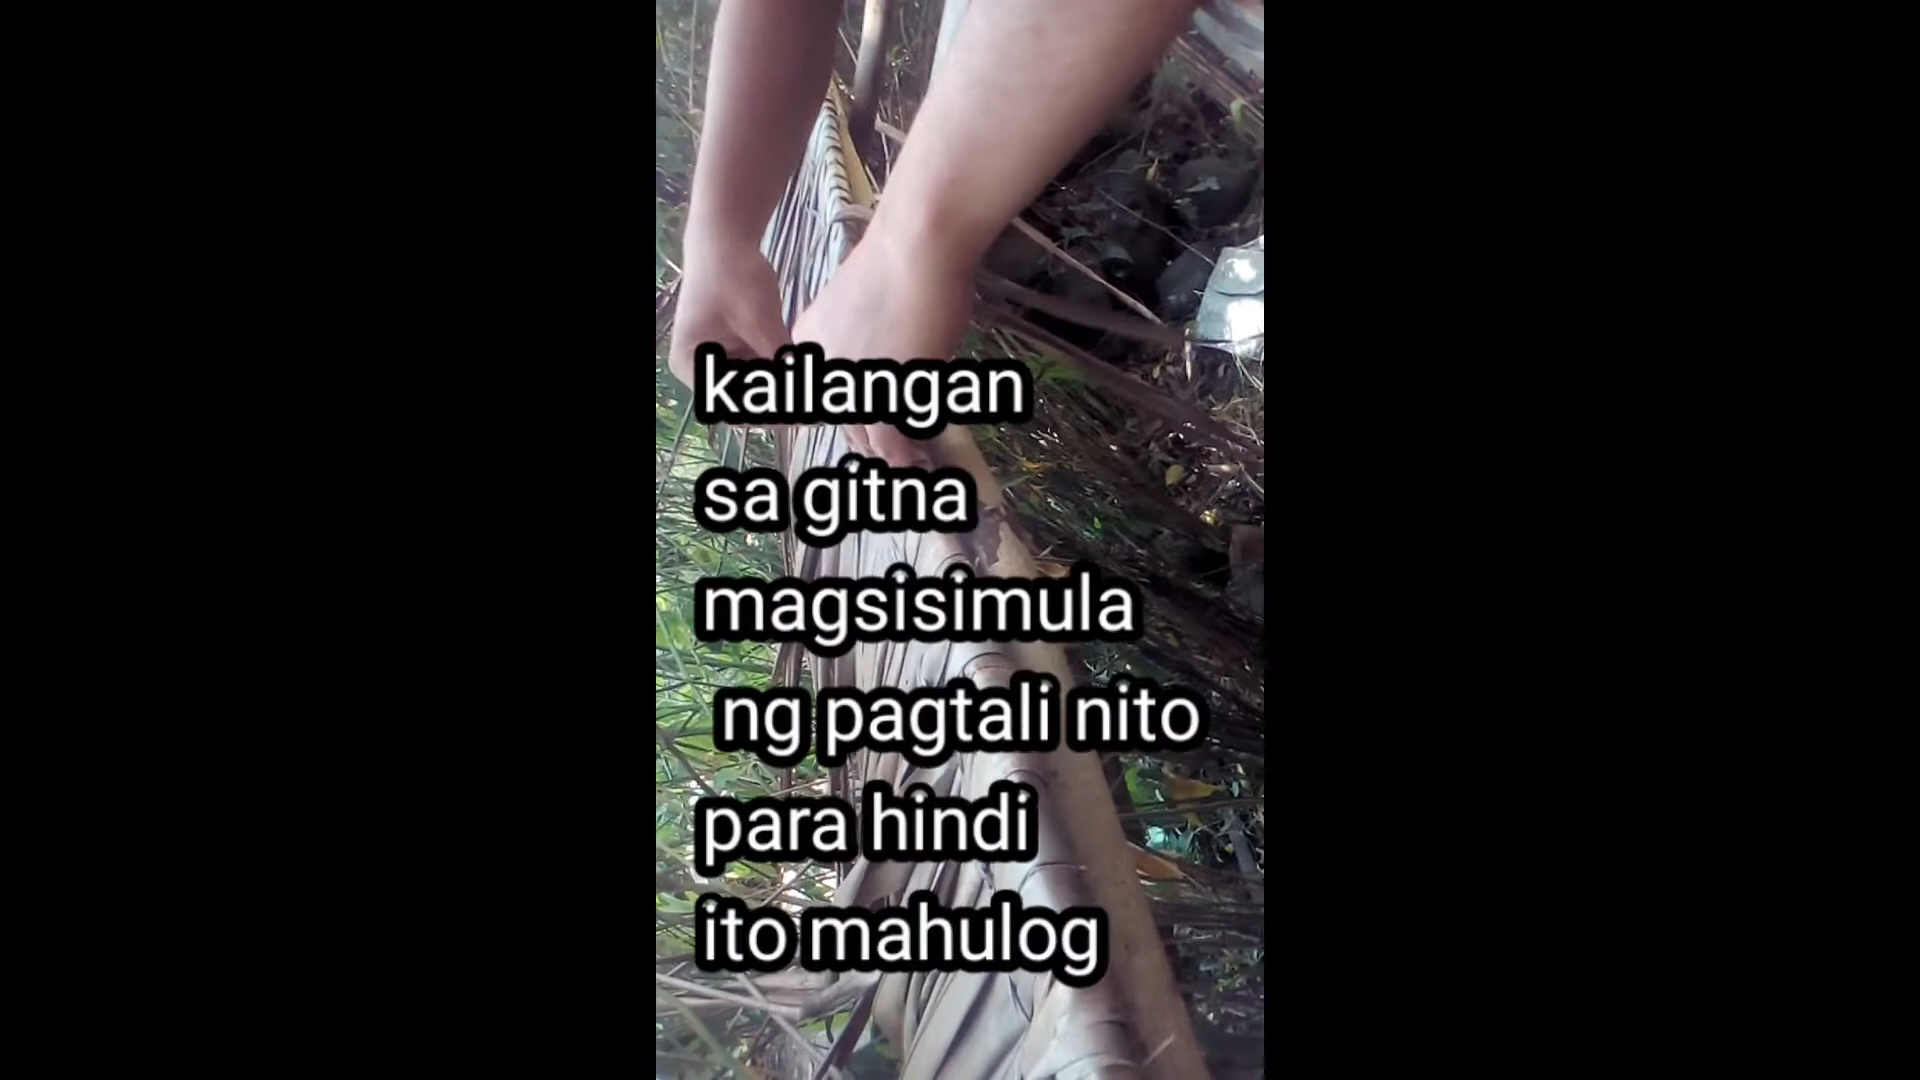 kailangan
sa gitna
magsisimula
ng pagtali nito
para hindi
ito mahulog